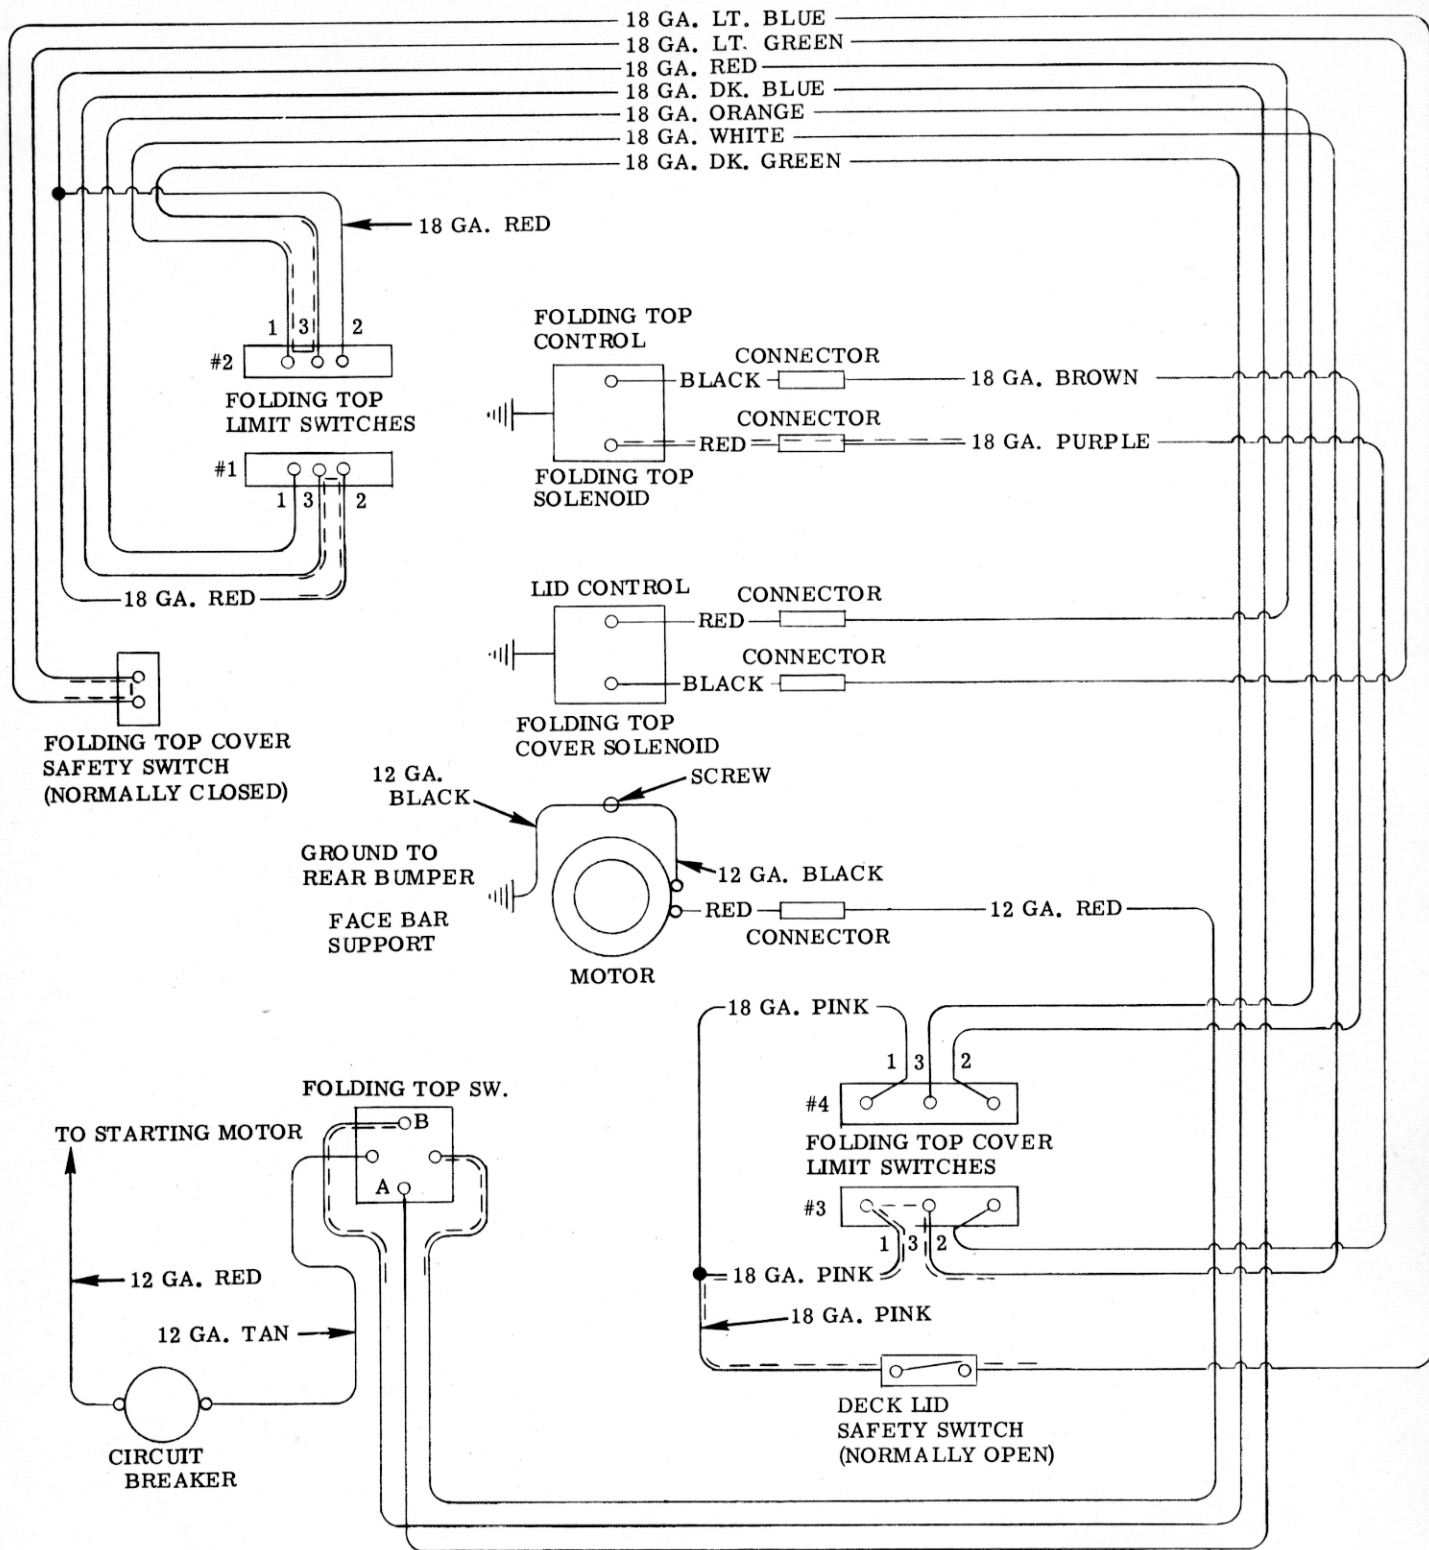 18 GA. LT. BLUE
18 GA. LT. GREEN
18 GA. RED
18 GA. DK. BLUE
18 GA. ORANGE
18 GA. WHITE
18 GA. DK. GREEN
18 GA. RED
1 3 2
#2
FOLDING TOP
LIMIT SWITCHES
#1
1 3 2
18 GA. RED
FOLDING TOP
CONTROL
BLACK
CONNECTOR
18 GA. BROWN
RED
CONNECTOR
18 GA. PURPLE
FOLDING TOP
SOLENOID
LID CONTROL
RED
CONNECTOR
BLACK
CONNECTOR
FOLDING TOP
COVER SOLENOID
FOLDING TOP COVER
SAFETY SWITCH
(NORMALLY CLOSED)
12 GA.
BLACK
SCREW
GROUND TO
REAR BUMPER
FACE BAR
SUPPORT
12 GA. BLACK
RED
CONNECTOR
12 GA. RED
MOTOR
18 GA. PINK
1 3 2
#4
FOLDING TOP COVER
LIMIT SWITCHES
#3
1 3 2
18 GA. PINK
18 GA. PINK
DECK LID
SAFETY SWITCH
(NORMALLY OPEN)
FOLDING TOP SW.
B
A
TO STARTING MOTOR
12 GA. RED
12 GA. TAN
CIRCUIT
BREAKER